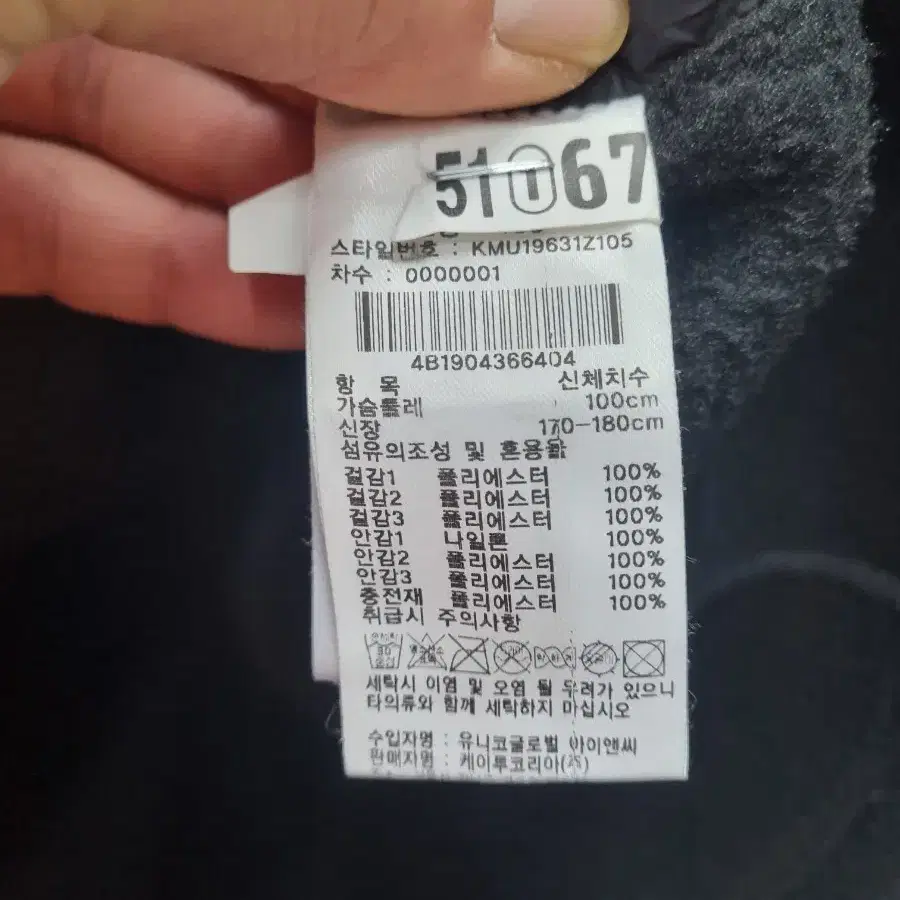 51 1 67
스타일번호 : KMU19631Z105
차수 : 0000001
4B1904366404
항 목 신체치수
가슴둘레 100cm
신장 170-180cm
섬유의조성 및 혼용율
겉감1 폴리에스터 100%
겉감2 폴리에스터 100%
겉감3 폴리에스터 100%
안감1 나일론 100%
안감2 폴리에스터 100%
안감3 폴리에스터 100%
충전재 폴리에스터 100%
취급시 주의사항
세탁시 이염 및 오염 될 우려가 있으니
타의류와 함께 세탁하지 마십시오
수입자명 : 유니코글로벌 아이앤씨
판매자명 : 케이투코리아(주)